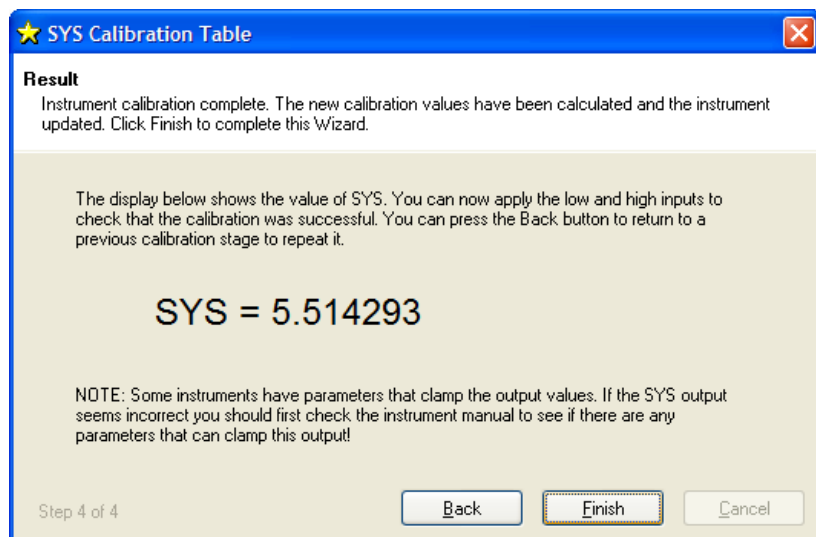 SYS Calibration Table
Result
Instrument calibration complete. The new calibration values have been calculated and the instrument
updated. Click Finish to complete this Wizard.
The display below shows the value of SYS. You can now apply the low and high inputs to
check that the calibration was successful. You can press the Back button to return to a
previous calibration stage to repeat it.
SYS = 5.514293
NOTE: Some instruments have parameters that clamp the output values. If the SYS output
seems incorrect you should first check the instrument manual to see if there are any
parameters that can clamp this output!
Step 4 of 4
Back
Finish
Cancel